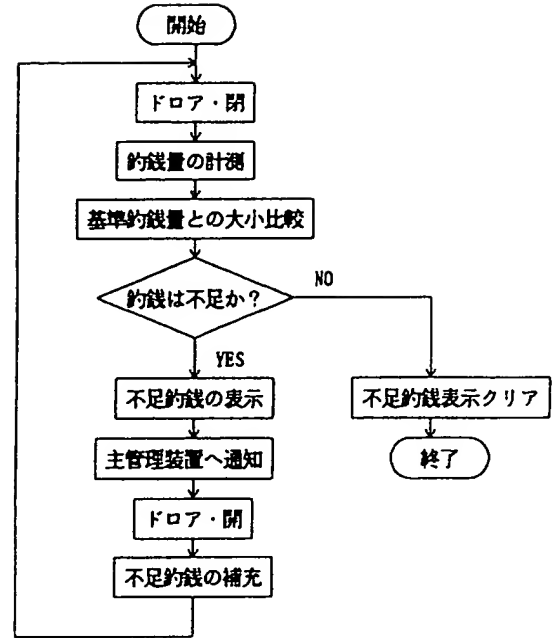 開始
ドロア・閉
釣銭量の計測
基準釣銭量との大小比較
釣銭は不足か？
NO
YES
不足釣銭の表示
不足釣銭表示クリア
主管理装置へ通知
終了
ドロア・開
不足釣銭の補充